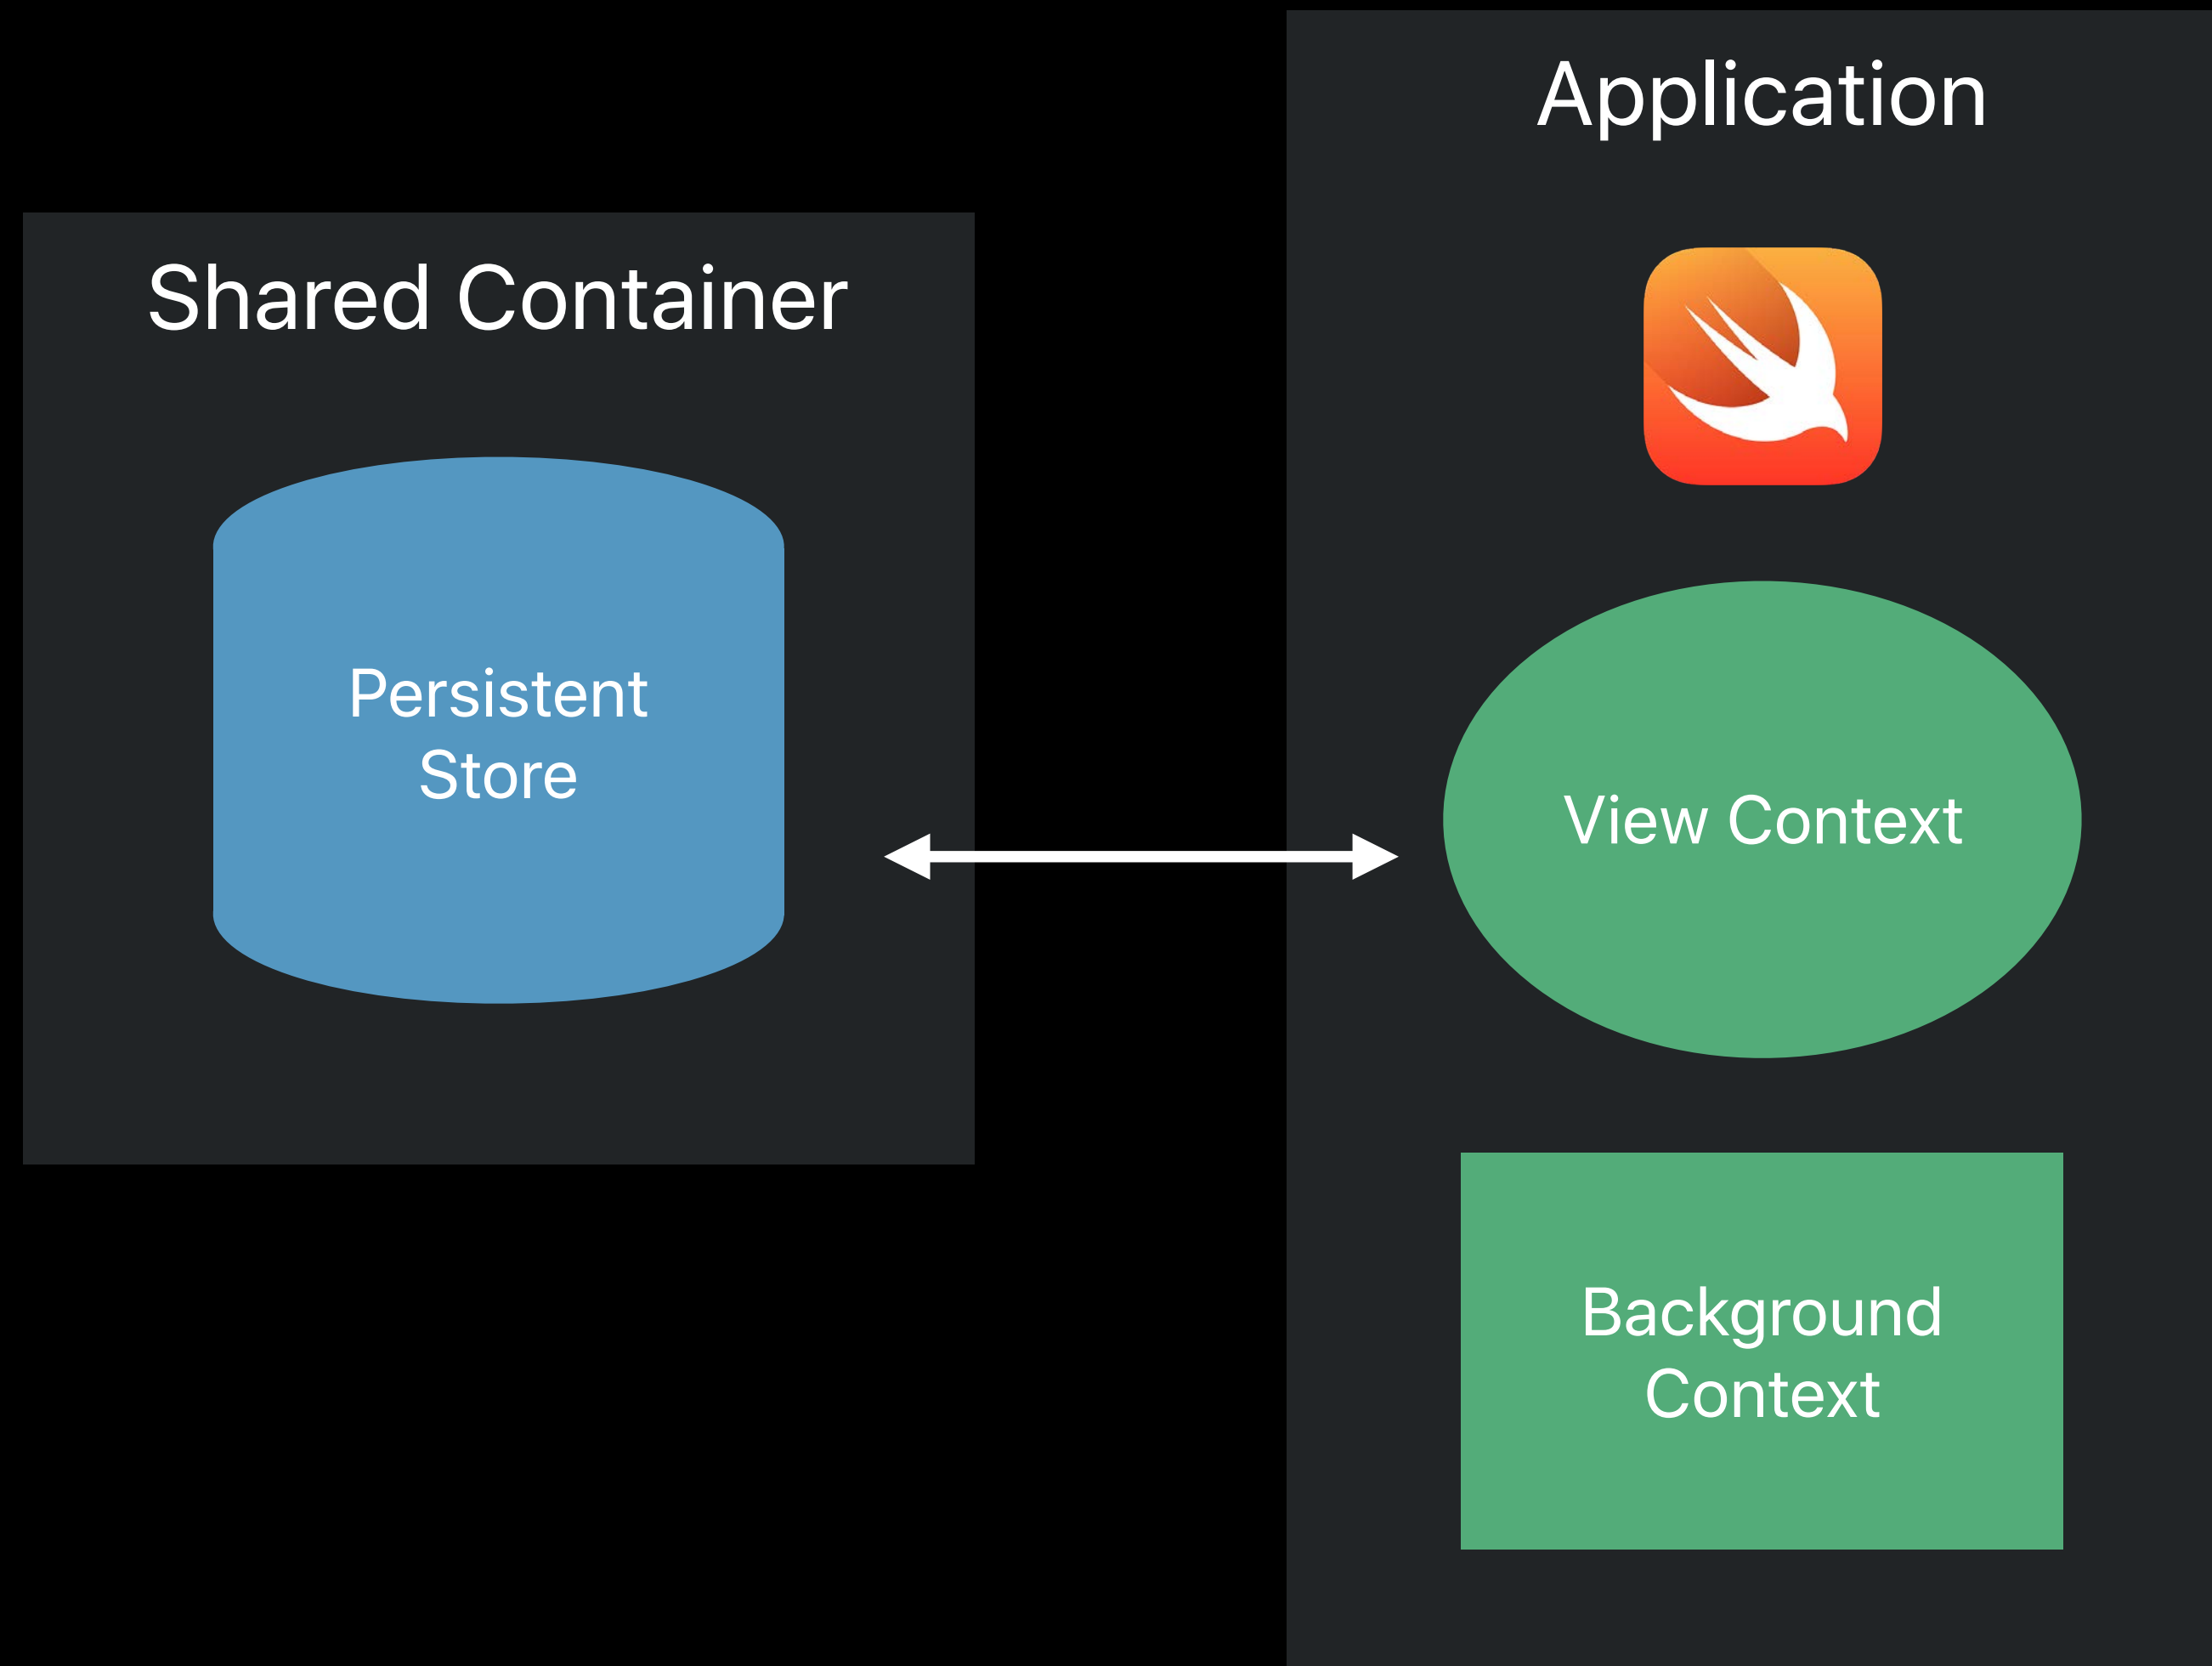 Shared Container
Persistent
Store
Application
View Context
Background
Context